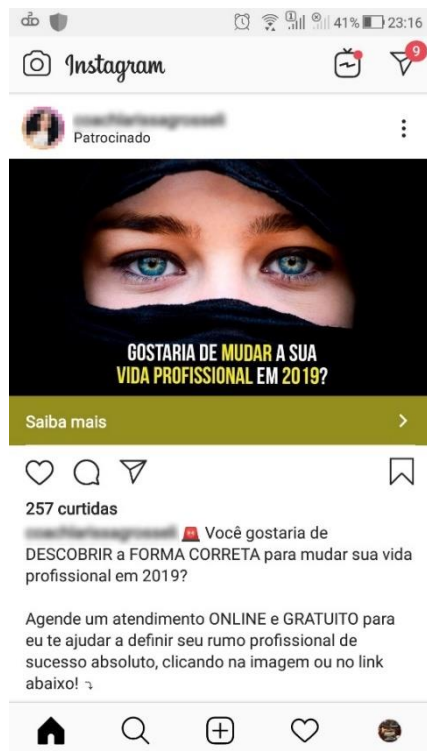 41% 23:16
Instagram
9
Patrocinado
GOSTARIA DE MUDAR A SUA
VIDA PROFISSIONAL EM 2019?
Saiba mais
257 curtidas
Você gostaria de
DESCOBRIR a FORMA CORRETA para mudar sua vida
profissional em 2019?
Agende um atendimento ONLINE e GRATUITO para
eu te ajudar a definir seu rumo profissional de
sucesso absoluto, clicando na imagem ou no link
abaixo!